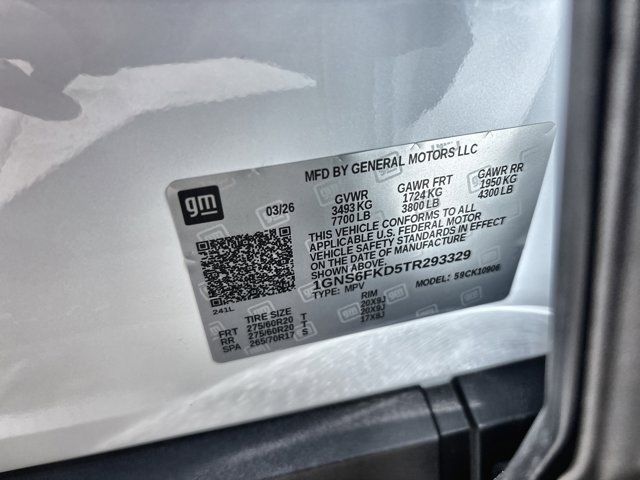 MFD BY GENERAL MOTORS LLC
gm
03/26
GVWR
3493 KG
7700 LB
GAWR FRT
1724 KG
3800 LB
GAWR RR
1950 KG
4300 LB
THIS VEHICLE CONFORMS TO ALL
APPLICABLE U.S. FEDERAL MOTOR
VEHICLE SAFETY STANDARDS IN EFFECT
ON THE DATE OF MANUFACTURE
SHOWN ABOVE.
1GNS6FKD5TR293329
TYPE: MPV
MODEL: 59CK10906
241L
TIRE SIZE
RIM
FRT 275/60R20 T 20X9J
RR 275/60R20 T 20X9J
SPA 265/70R17 S 17X8J